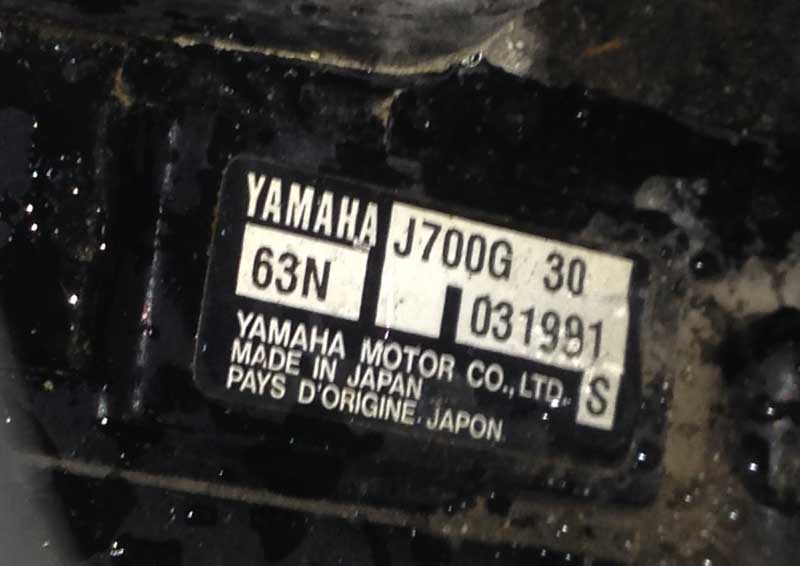 YAMAHA J700G 30
63N 031991
YAMAHA MOTOR CO., LTD. S
MADE IN JAPAN
PAYS D'ORIGINE JAPON